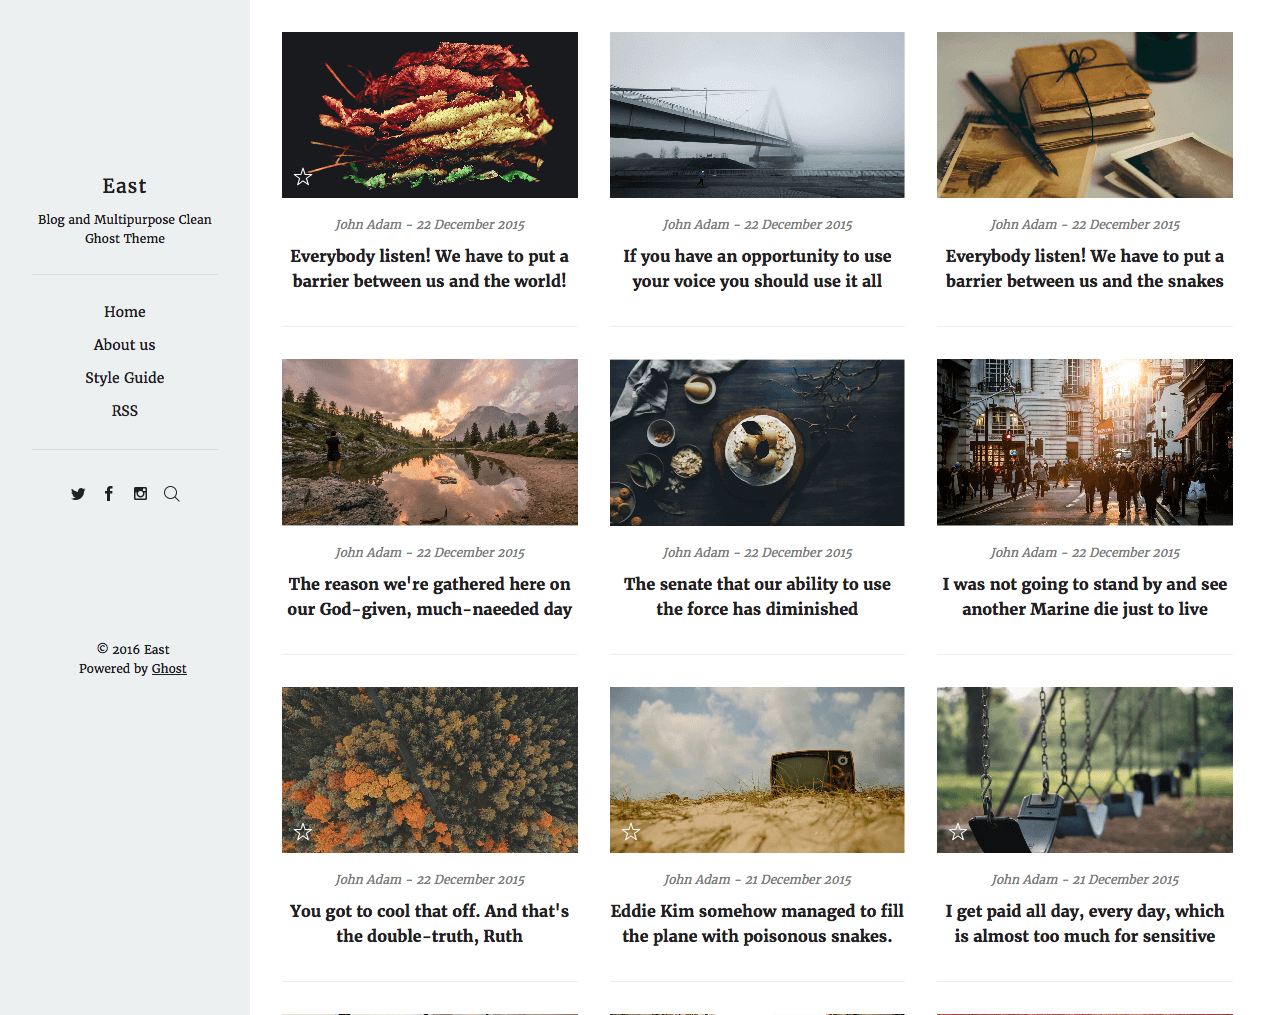 East
Blog and Multipurpose Clean
Ghost Theme
Home
About us
Style Guide
RSS
© 2016 East
Powered by Ghost
John Adam - 22 December 2015
Everybody listen! We have to put a
barrier between us and the world!
John Adam - 22 December 2015
If you have an opportunity to use
your voice you should use it all
John Adam - 22 December 2015
Everybody listen! We have to put a
barrier between us and the snakes
John Adam - 22 December 2015
The reason we're gathered here on
our God-given, much-naeeded day
John Adam - 22 December 2015
The senate that our ability to use
the force has diminished
John Adam - 22 December 2015
I was not going to stand by and see
another Marine die just to live
John Adam - 22 December 2015
You got to cool that off. And that's
the double-truth, Ruth
John Adam - 21 December 2015
Eddie Kim somehow managed to fill
the plane with poisonous snakes.
John Adam - 21 December 2015
I get paid all day, every day, which
is almost too much for sensitive